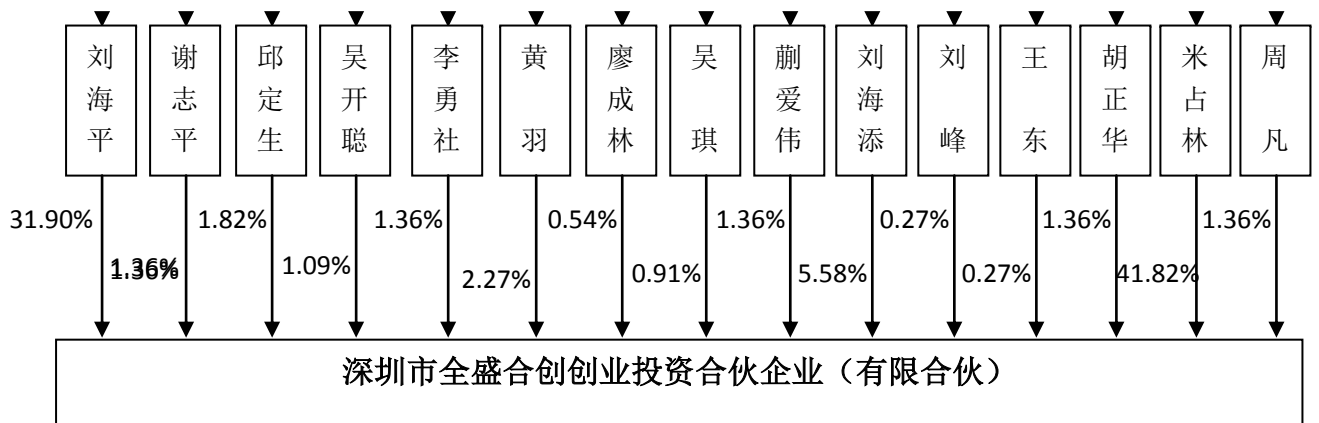 刘海平
谢志平
邱定生
吴开聪
李勇社
黄羽
廖成林
吴琪
蒯爱伟
刘海添
刘峰
王东
胡正华
米占林
周凡
31.90%
1.36%
1.82%
1.09%
1.36%
2.27%
0.54%
0.91%
1.36%
5.58%
0.27%
0.27%
1.36%
41.82%
1.36%
深圳市全盛合创创业投资合伙企业（有限合伙）